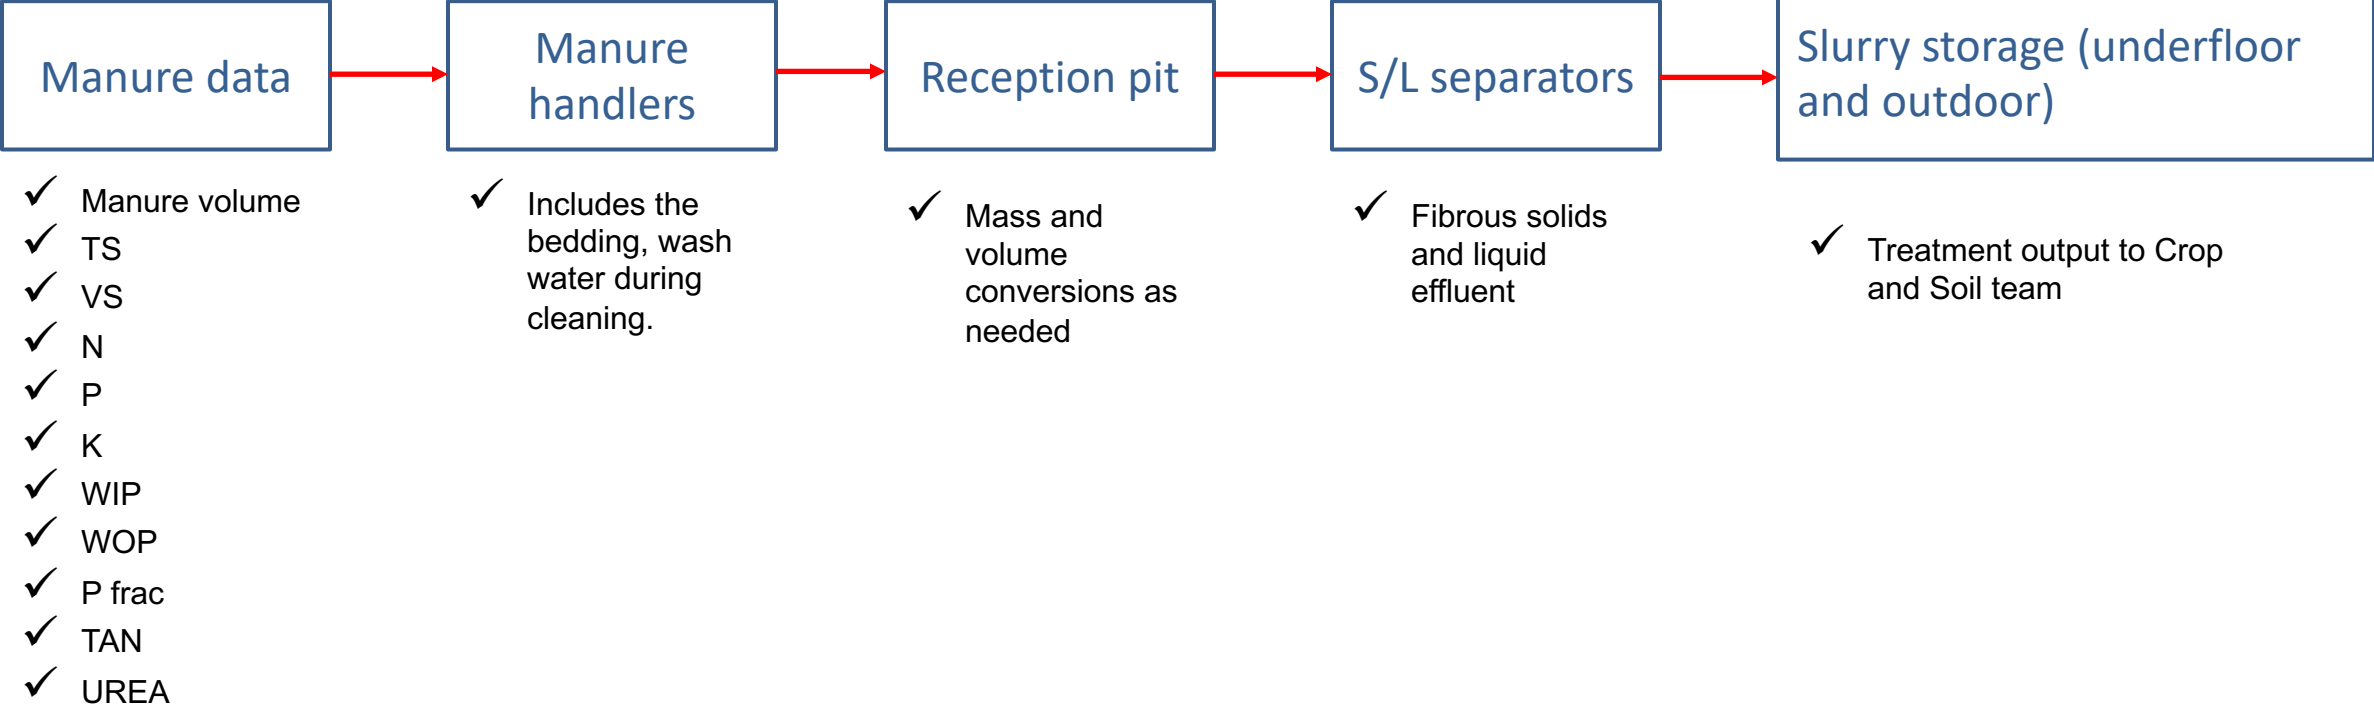 Manure data
Manure
handlers
Reception pit
S/L separators
Slurry storage (underfloor
and outdoor)
Manure volume
TS
VS
N
P
K
WIP
WOP
P frac
TAN
UREA
Includes the
bedding, wash
water during
cleaning.
Mass and
volume
conversions as
needed
Fibrous solids
and liquid
effluent
Treatment output to Crop
and Soil team